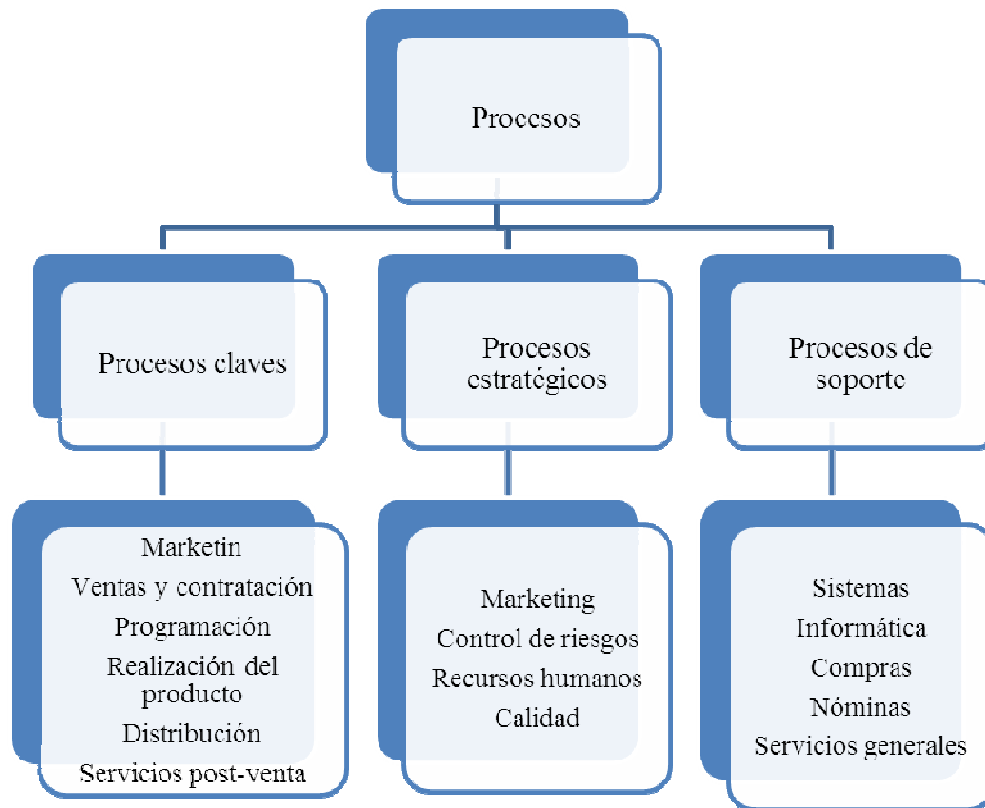 Procesos
Procesos claves
Procesos
estratégicos
Procesos de
soporte
Marketin
Ventas y contratación
Programación
Realización del
producto
Distribución
Servicios post-venta
Marketing
Control de riesgos
Recursos humanos
Calidad
Sistemas
Informática
Compras
Nóminas
Servicios generales